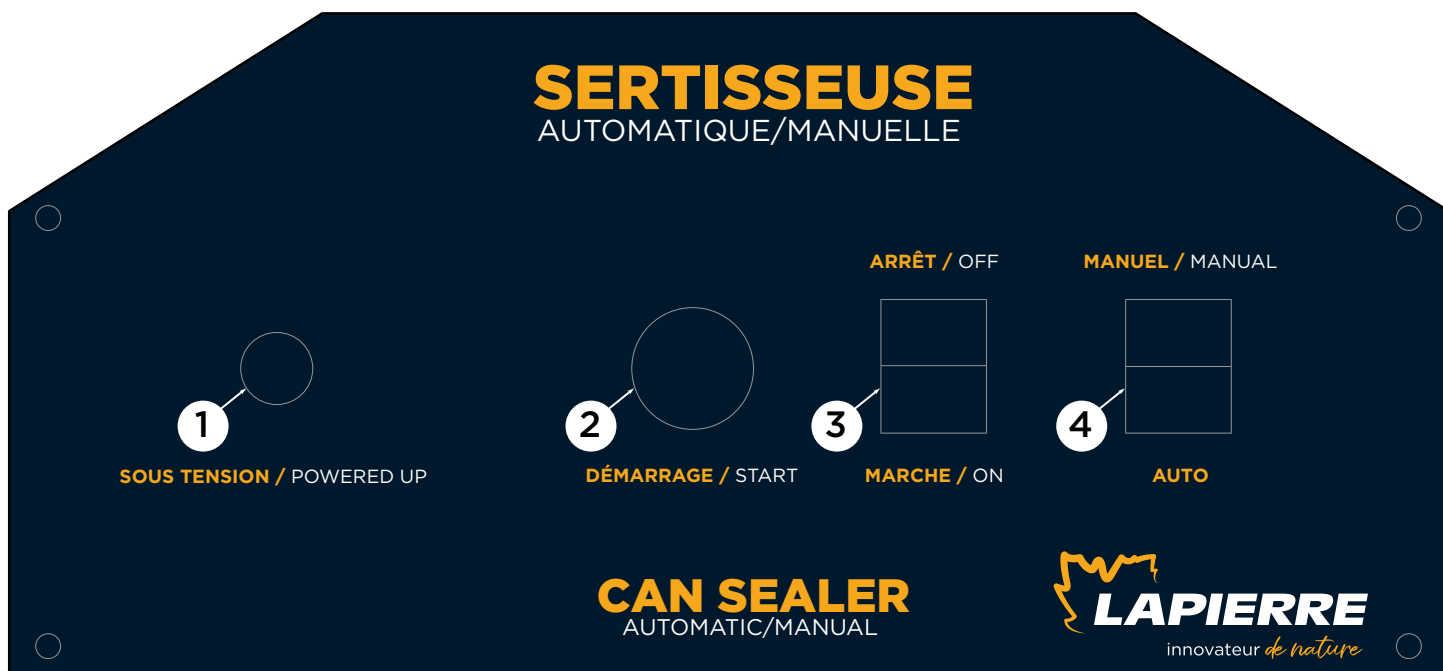 SERTISSEUSE
AUTOMATIQUE/MANUELLE
ARRÊT / OFF
MANUEL / MANUAL
1
2
3
4
SOUS TENSION / POWERED UP
DÉMARRAGE / START
MARCHE / ON
AUTO
CAN SEALER
AUTOMATIC/MANUAL
LAPIERRE
innovateur de nature